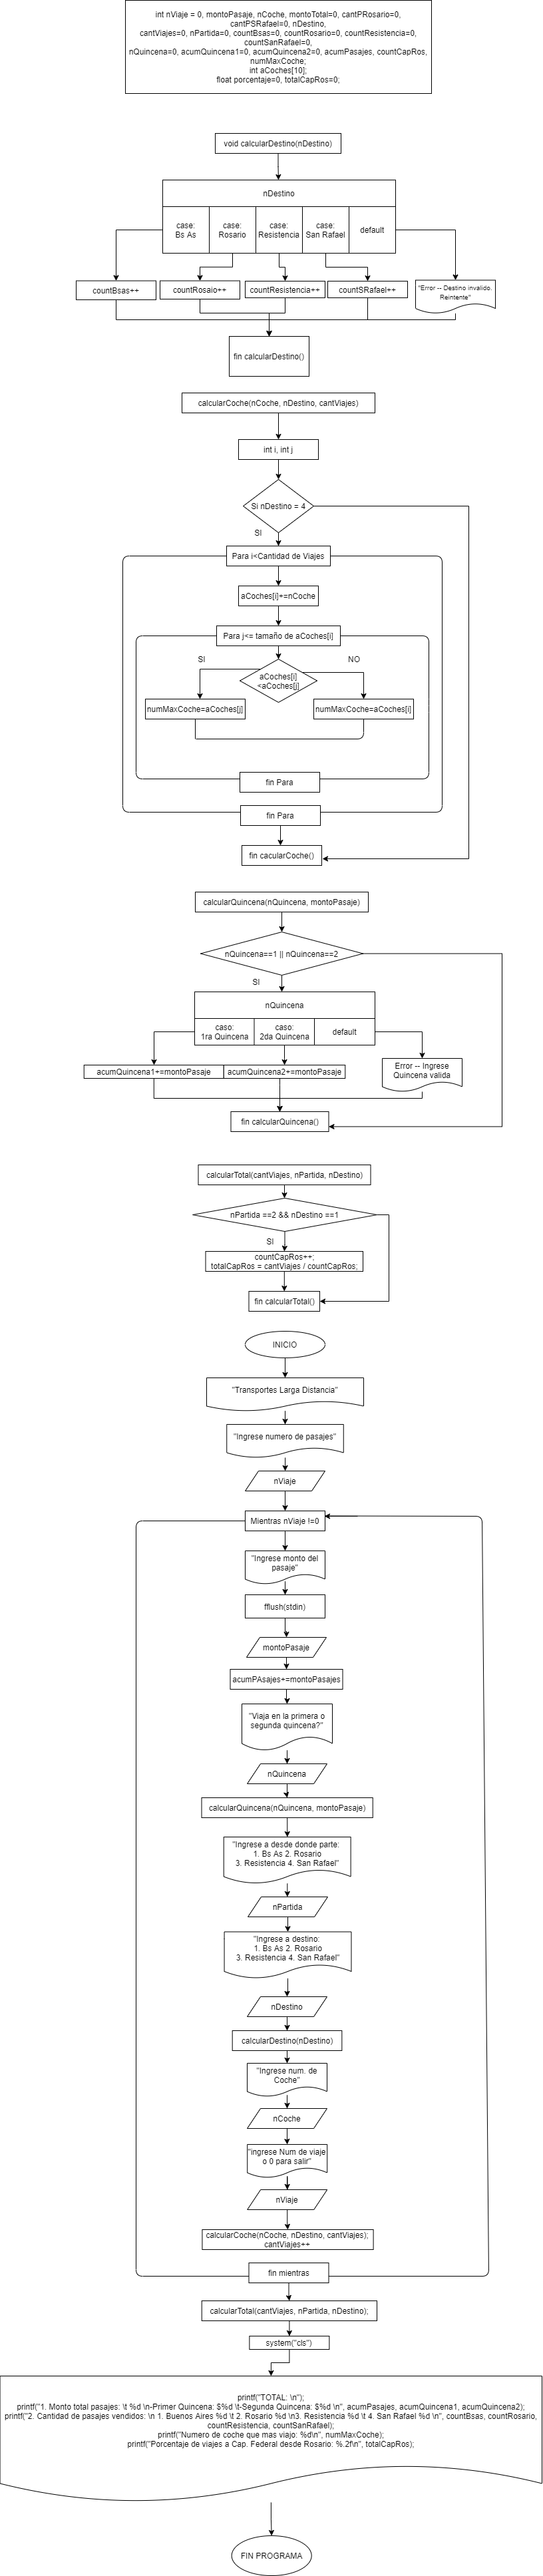 int nViaje = 0, montoPasaje, nCoche, montoTotal=0, cantPRosario=0,
cantPSRafael=0, nDestino,
cantViajes=0, nPartida=0, countBsas=0, countRosario=0, countResistencia=0,
countSanRafael=0,
nQuincena=0, acumQuincena1=0, acumQuincena2=0, acumPasajes, countCapRos,
numMaxCoche;
int aCoches[10];
float porcentaje=0, totalCapRos=0;
void calcularDestino(nDestino)
nDestino
case:
Bs As
case:
Rosario
case:
Resistencia
case:
San Rafael
default
countBsas++
countRosaio++
countResistencia++
countSRafael++
"Error -- Destino invalido.
Reintente"
fin calcularDestino()
calcularCoche(nCoche, nDestino, cantViajes)
int i, int j
Si nDestino = 4
SI
Para i<Cantidad de Viajes
aCoches[i]+=nCoche
Para j<= tamaño de aCoches[i]
SI
aCoches[i]
<aCoches[j]
NO
numMaxCoche=aCoches[j]
numMaxCoche=aCoches[i]
fin Para
fin Para
fin cacularCoche()
calcularQuincena(nQuincena, montoPasaje)
nQuincena==1 || nQuincena==2
SI
nQuincena
caso:
1ra Quincena
caso:
2da Quincena
default
acumQuincena1+=montoPasaje
acumQuincena2+=montoPasaje
Error -- Ingrese
Quincena valida
fin calcularQuincena()
calcularTotal(cantViajes, nPartida, nDestino)
nPartida ==2 && nDestino ==1
SI
countCapRos++;
totalCapRos = cantViajes / countCapRos;
fin calcularTotal()
INICIO
"Transportes Larga Distancia"
"Ingrese numero de pasajes"
nViaje
Mientras nViaje !=0
"Ingrese monto del
pasaje"
fflush(stdin)
montoPasaje
acumPAsajes+=montoPasajes
"Viaja en la primera o
segunda quincena?"
nQuincena
calcularQuincena(nQuincena, montoPasaje)
"Ingrese a desde donde parte:
1. Bs As 2. Rosario
3. Resistencia 4. San Rafael"
nPartida
"Ingrese a destino:
1. Bs As 2. Rosario
3. Resistencia 4. San Rafael"
nDestino
calcularDestino(nDestino)
"Ingrese num. de
Coche"
nCoche
"ingrese Num de viaje
o 0 para salir"
nViaje
calcularCoche(nCoche, nDestino, cantViajes);
cantViajes++
fin mientras
calcularTotal(cantViajes, nPartida, nDestino);
system("cls")
printf("TOTAL: \n");
printf("1. Monto total pasajes: \t %d \n-Primer Quincena: $%d \t-Segunda Quincena: $%d \n", acumPasajes, acumQuincena1, acumQuincena2);
printf("2. Cantidad de pasajes vendidos: \n 1. Buenos Aires %d \t 2. Rosario %d \n3. Resistencia %d \t 4. San Rafael %d \n", countBsas, countRosario,
countResistencia, countSanRafael);
printf("Numero de coche que mas viajo: %d\n", numMaxCoche);
printf("Porcentaje de viajes a Cap. Federal desde Rosario: %.2f\n", totalCapRos);
FIN PROGRAMA